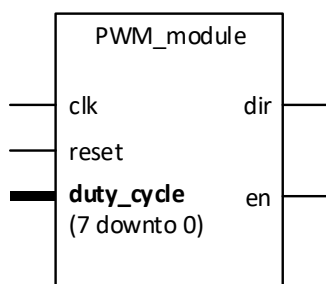 PWM_module
clk dir
reset
duty_cycle en
(7 downto 0)